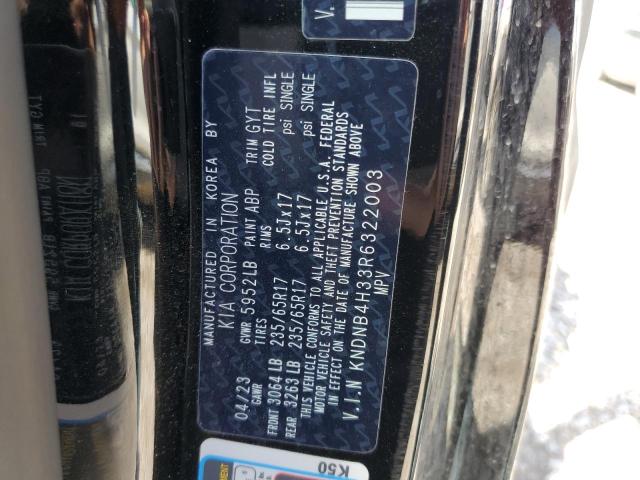 MANUFACTURED IN KOREA BY
KIA CORPORATION
04/23 GVWR 5952LB PAINT ABP TRIM GYT
GAWR TIRES RIMS COLD TIRE INFL
FRONT 3064LB 235/65R17 6.5Jx17 psi SINGLE
REAR 3263LB 235/65R17 6.5Jx17 psi SINGLE
THIS VEHICLE CONFORMS TO ALL APPLICABLE U.S.A. FEDERAL
MOTOR VEHICLE SAFETY AND THEFT PREVENTION STANDARDS
IN EFFECT ON THE DATE OF MANUFACTURE SHOWN ABOVE
V.I.N KNDNB4H33R6322003
MPV
V.
K50